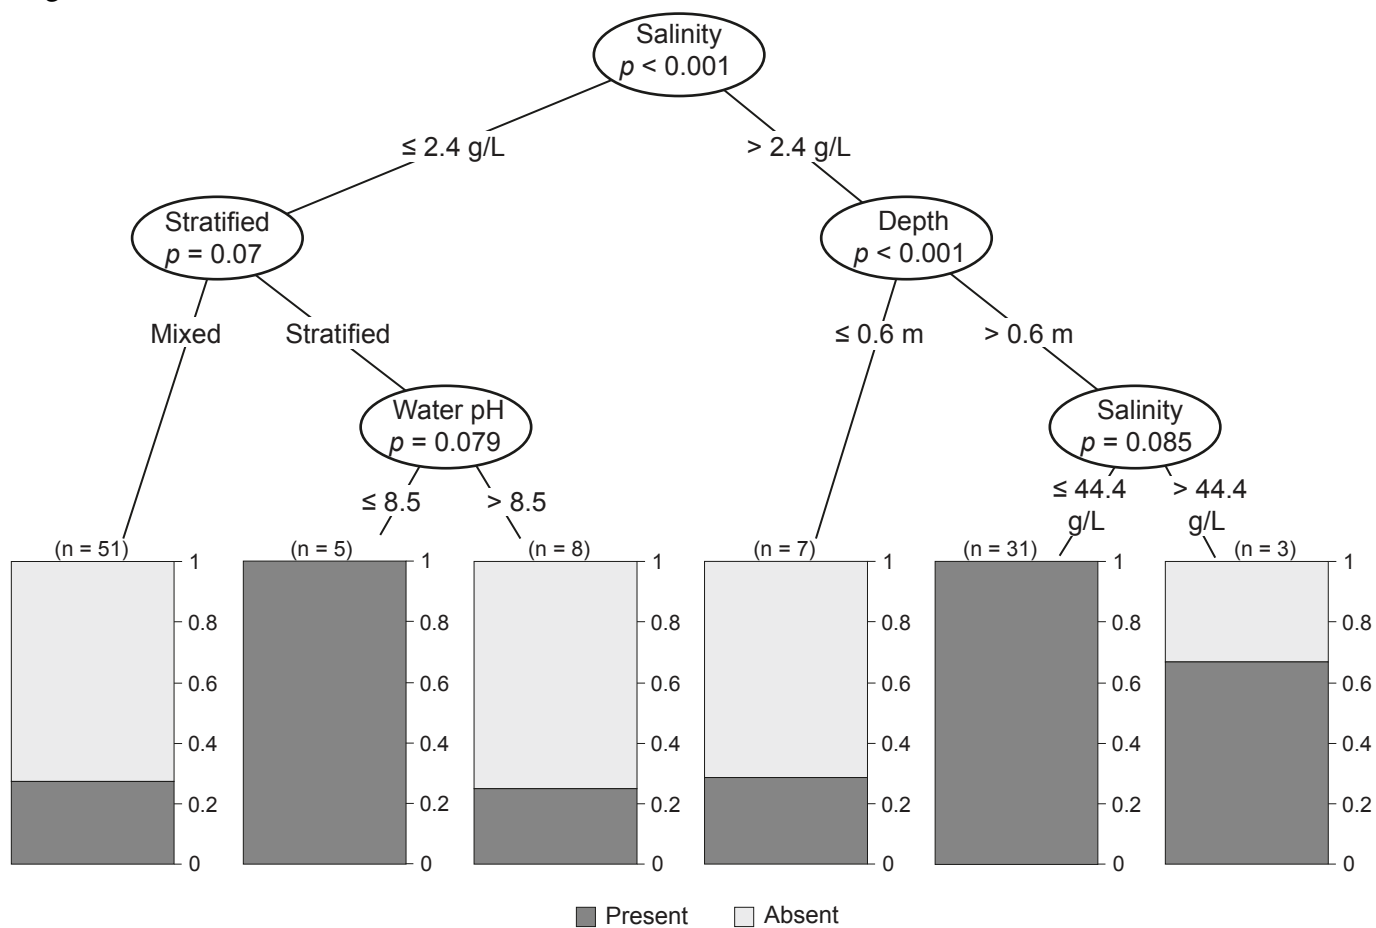 Salinity
p < 0.001
≤ 2.4 g/L
> 2.4 g/L
Stratified
p = 0.07
Depth
p < 0.001
Mixed
Stratified
≤ 0.6 m
> 0.6 m
Water pH
p = 0.079
Salinity
p = 0.085
≤ 8.5
> 8.5
≤ 44.4
g/L
> 44.4
g/L
(n = 51)
(n = 5)
(n = 8)
(n = 7)
(n = 31)
(n = 3)
1
0.8
0.6
0.4
0.2
0
1
0.8
0.6
0.4
0.2
0
1
0.8
0.6
0.4
0.2
0
1
0.8
0.6
0.4
0.2
0
1
0.8
0.6
0.4
0.2
0
1
0.8
0.6
0.4
0.2
0
Present
Absent